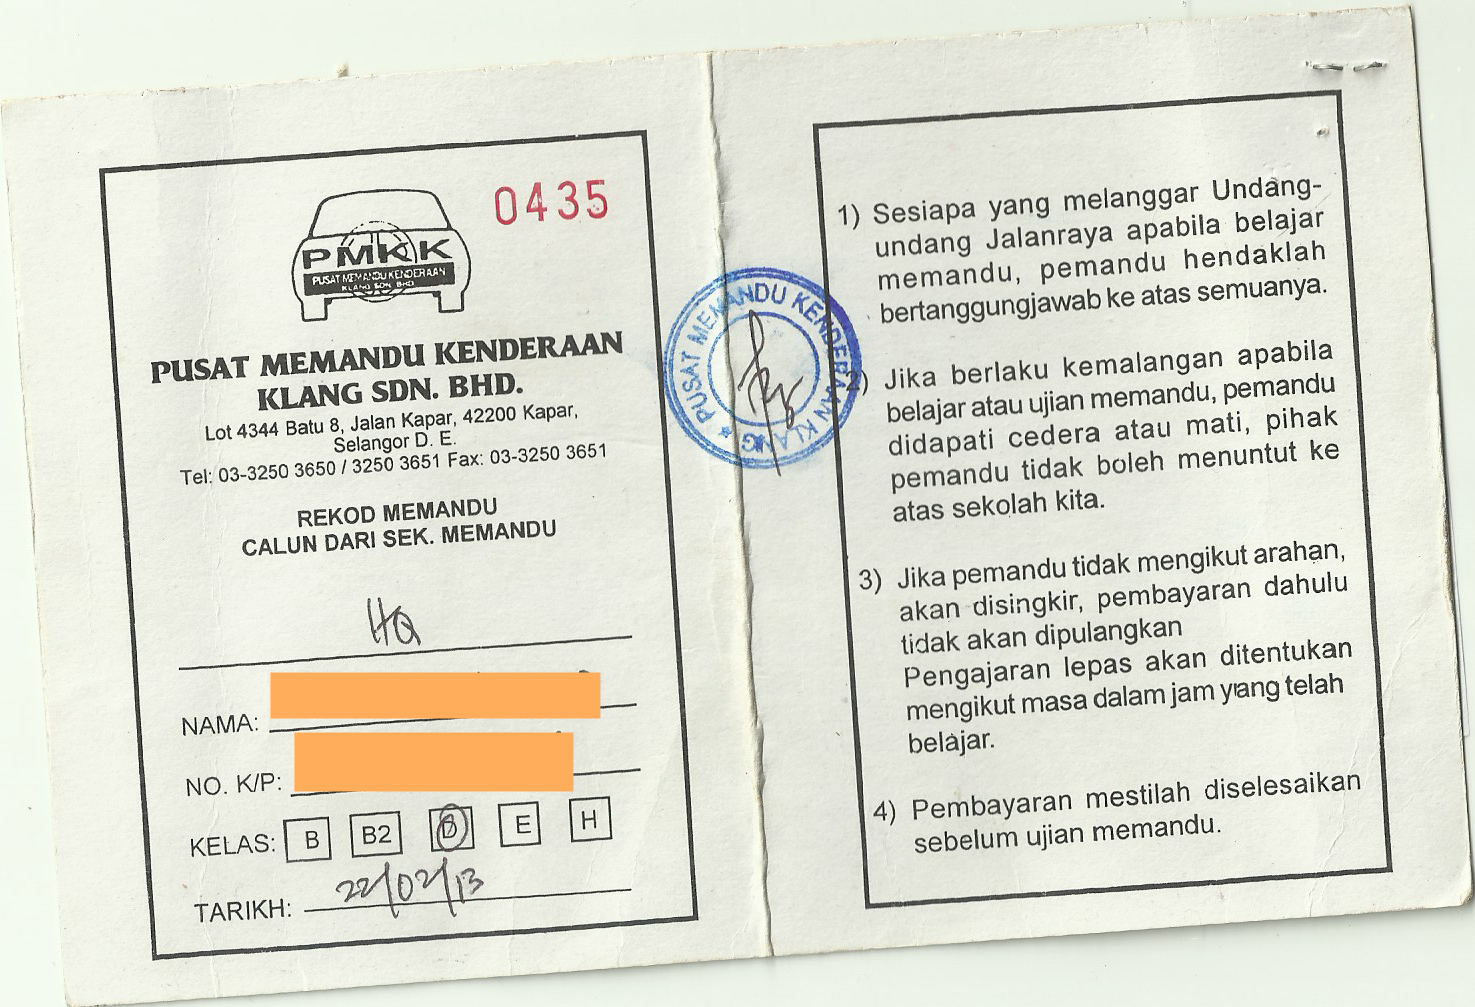 0435
PMKK
PUSAT MEMANDU KENDERAAN
KLANG SDN BHD
PUSAT MEMANDU KENDERAAN
KLANG SDN. BHD.
Lot 4344 Batu 8, Jalan Kapar, 42200 Kapar,
Selangor D. E.
Tel: 03-3250 3650 / 3250 3651 Fax: 03-3250 3651
REKOD MEMANDU
CALUN DARI SEK. MEMANDU
HQ
NAMA:
NO. K/P:
KELAS: B B2 D E H
TARIKH: 22/02/13
PUSAT MEMANDU KENDERAAN KLANG
1) Sesiapa yang melanggar Undang-
undang Jalanraya apabila belajar
memandu, pemandu hendaklah
bertanggungjawab ke atas semuanya.
2) Jika berlaku kemalangan apabila
belajar atau ujian memandu, pemandu
didapati cedera atau mati, pihak
pemandu tidak boleh menuntut ke
atas sekolah kita.
3) Jika pemandu tidak mengikut arahan,
akan disingkir, pembayaran dahulu
tidak akan dipulangkan
Pengajaran lepas akan ditentukan
mengikut masa dalam jam yang telah
belajar.
4) Pembayaran mestilah diselesaikan
sebelum ujian memandu.